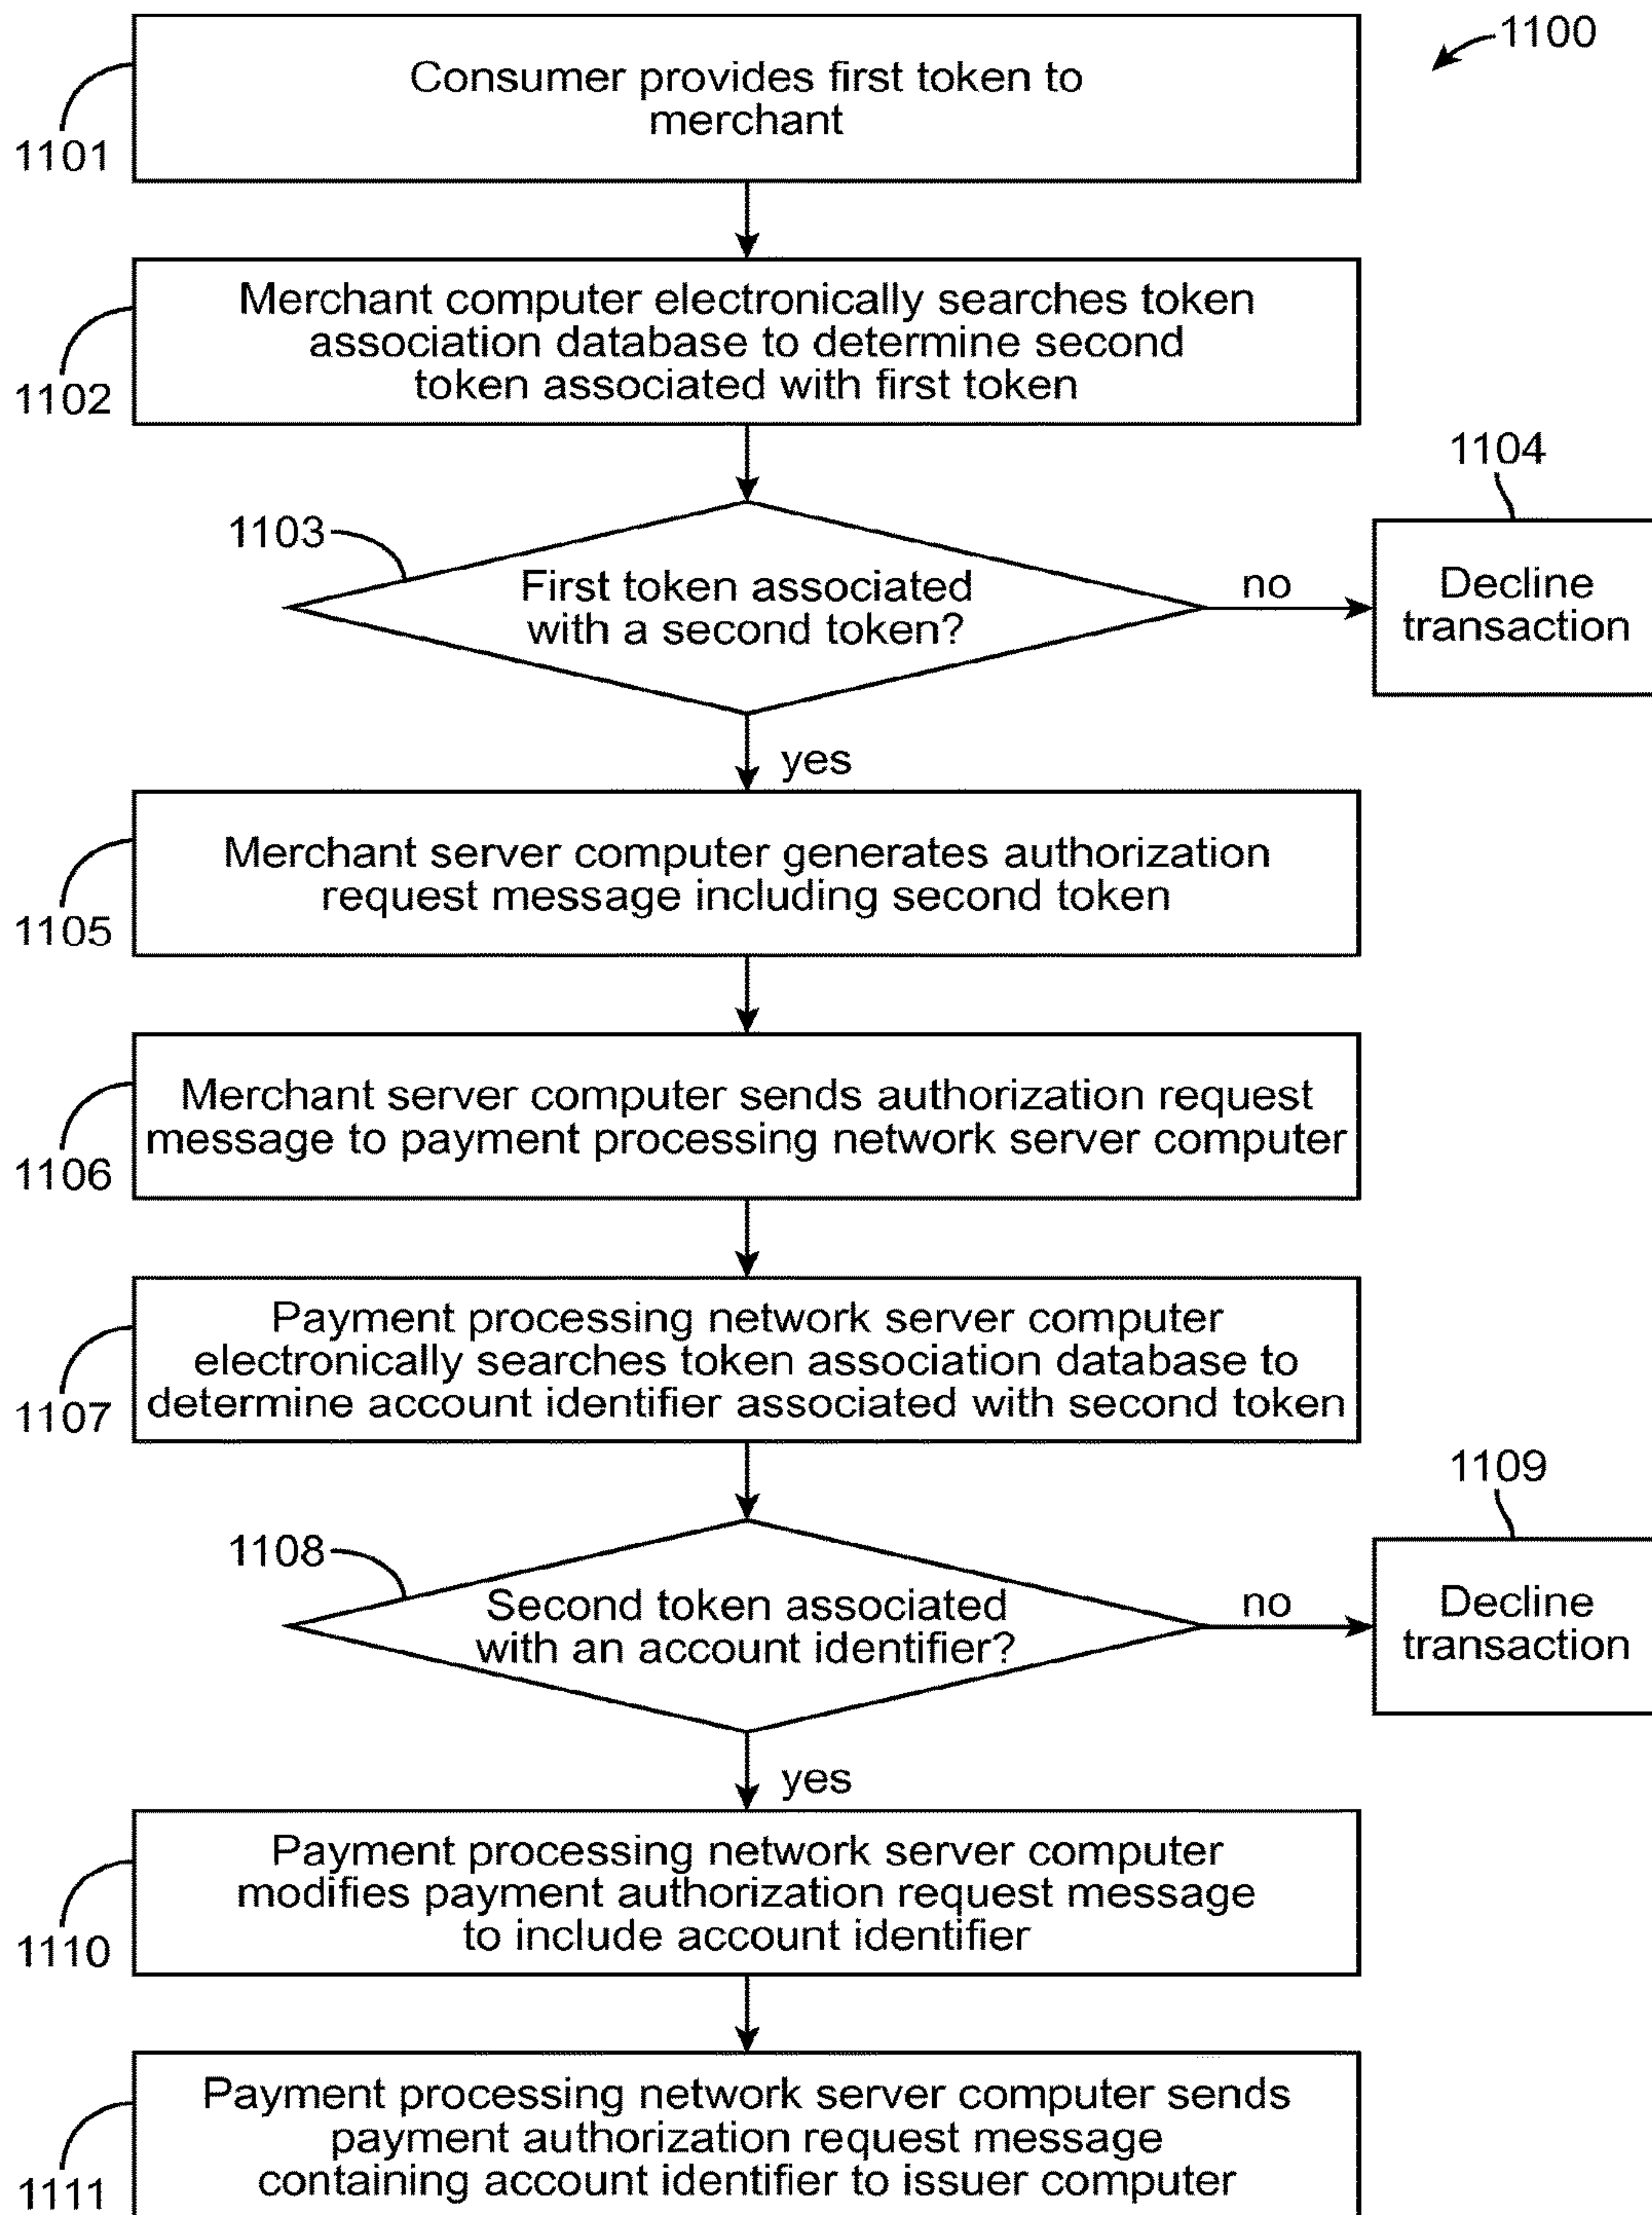 1100
Consumer provides first token to
merchant
1101
Merchant computer electronically searches token
association database to determine second
token associated with first token
1102
1104
1103
First token associated
with a second token?
no
Decline
transaction
yes
Merchant server computer generates authorization
request message including second token
1105
Merchant server computer sends authorization request
message to payment processing network server computer
1106
Payment processing network server computer
electronically searches token association database to
determine account identifier associated with second token
1107
1109
1108
Second token associated
with an account identifier?
no
Decline
transaction
yes
Payment processing network server computer
modifies payment authorization request message
to include account identifier
1110
Payment processing network server computer sends
payment authorization request message
containing account identifier to issuer computer
1111